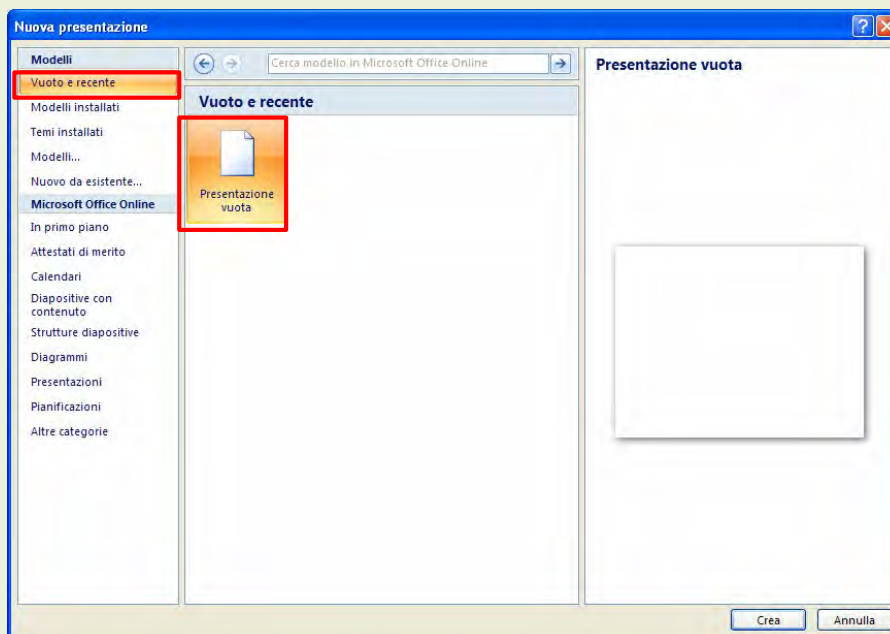 Nuova presentazione
Modelli
Vuoto e recente
Modelli installati
Temi installati
Modelli...
Nuovo da esistente...
Microsoft Office Online
In primo piano
Attestati di merito
Calendari
Diapositive con
contenuto
Strutture diapositive
Diagrammi
Presentazioni
Pianificazioni
Altre categorie
Cerca modello in Microsoft Office Online
Vuoto e recente
Presentazione
vuota
Presentazione vuota
Crea
Annulla